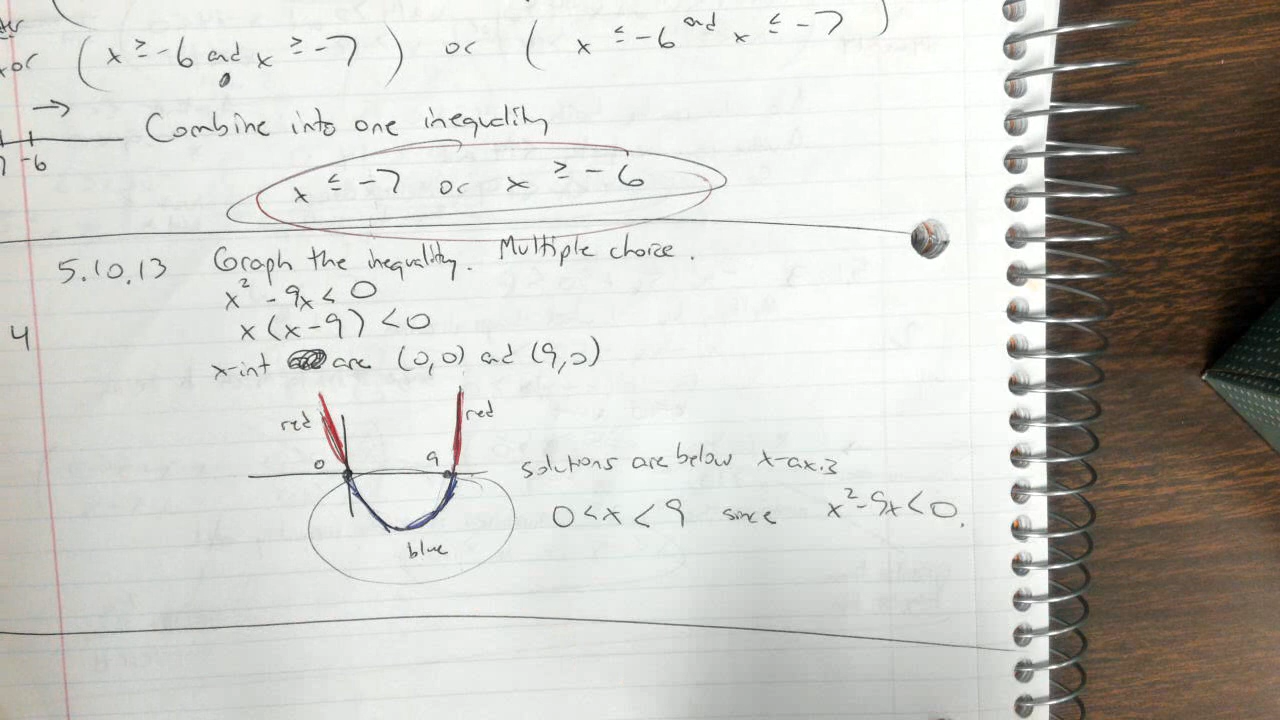 or (x ≥ -6 and x ≥ -7) or (x ≤ -6 and x ≤ -7)
→
-6
Combine into one inequality
x ≤ -7 or x ≥ -6
5.10.13 Graph the inequality. Multiple choice.
x² - 9x < 0
4
x(x-9) < 0
x-int are (0,0) and (9,0)
red red
0 9
solutions are below x-axis
0 < x < 9 since x² - 9x < 0.
blue